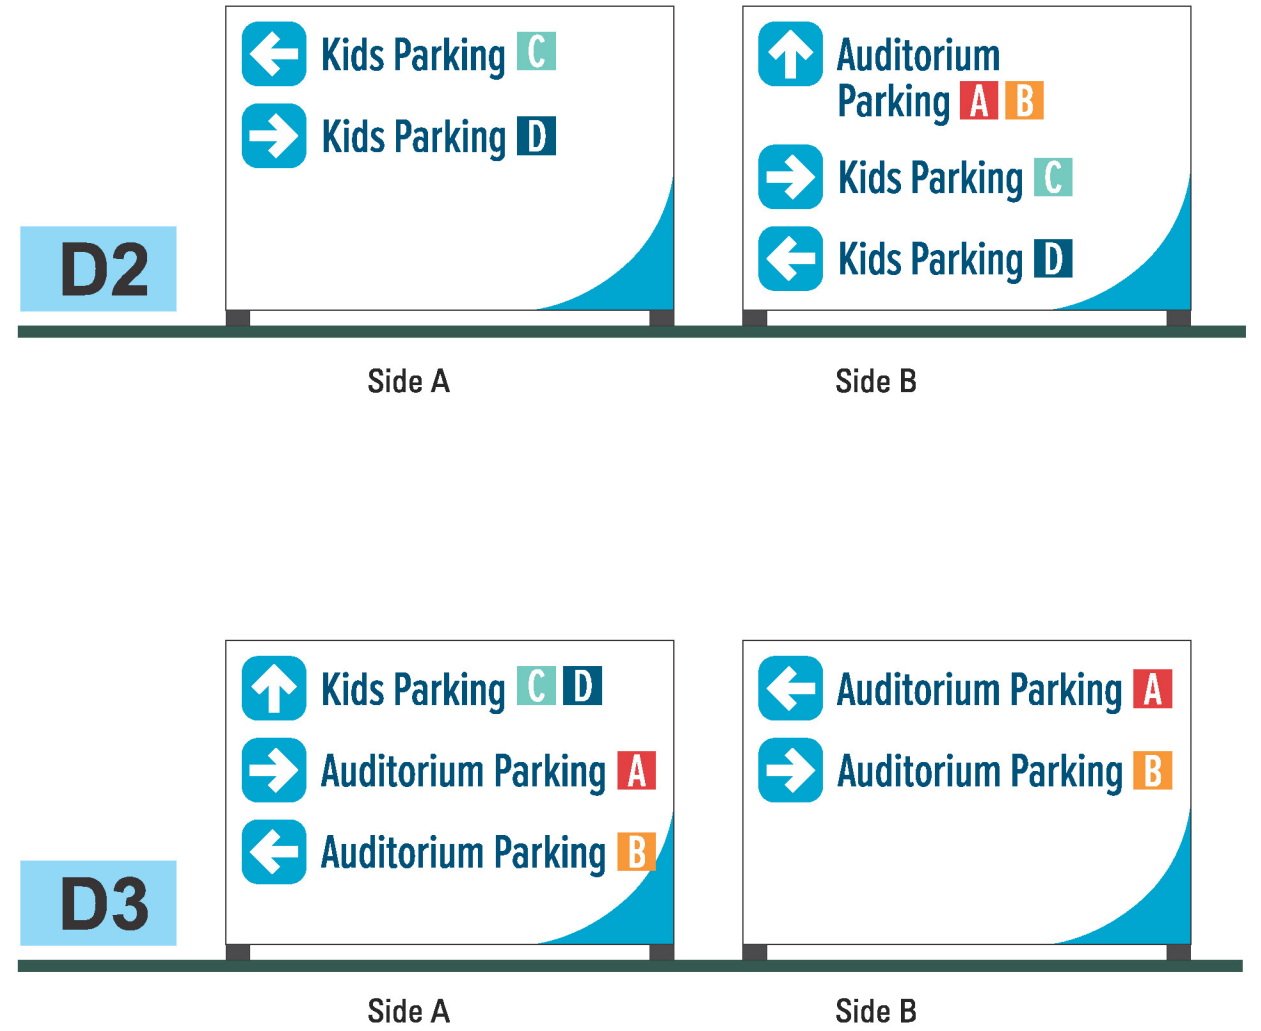 Kids Parking C
Kids Parking D
Auditorium
Parking A B
Kids Parking C
Kids Parking D
D2
Side A
Side B
Kids Parking C D
Auditorium Parking A
Auditorium Parking B
Auditorium Parking A
Auditorium Parking B
D3
Side A
Side B